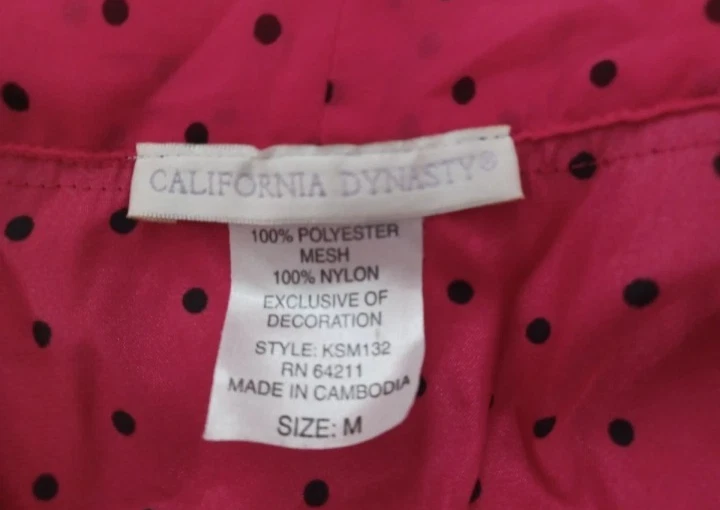 CALIFORNIA DYNASTY®
100% POLYESTER
MESH
100% NYLON
EXCLUSIVE OF
DECORATION
STYLE: KSM132
RN 64211
MADE IN CAMBODIA
SIZE: M